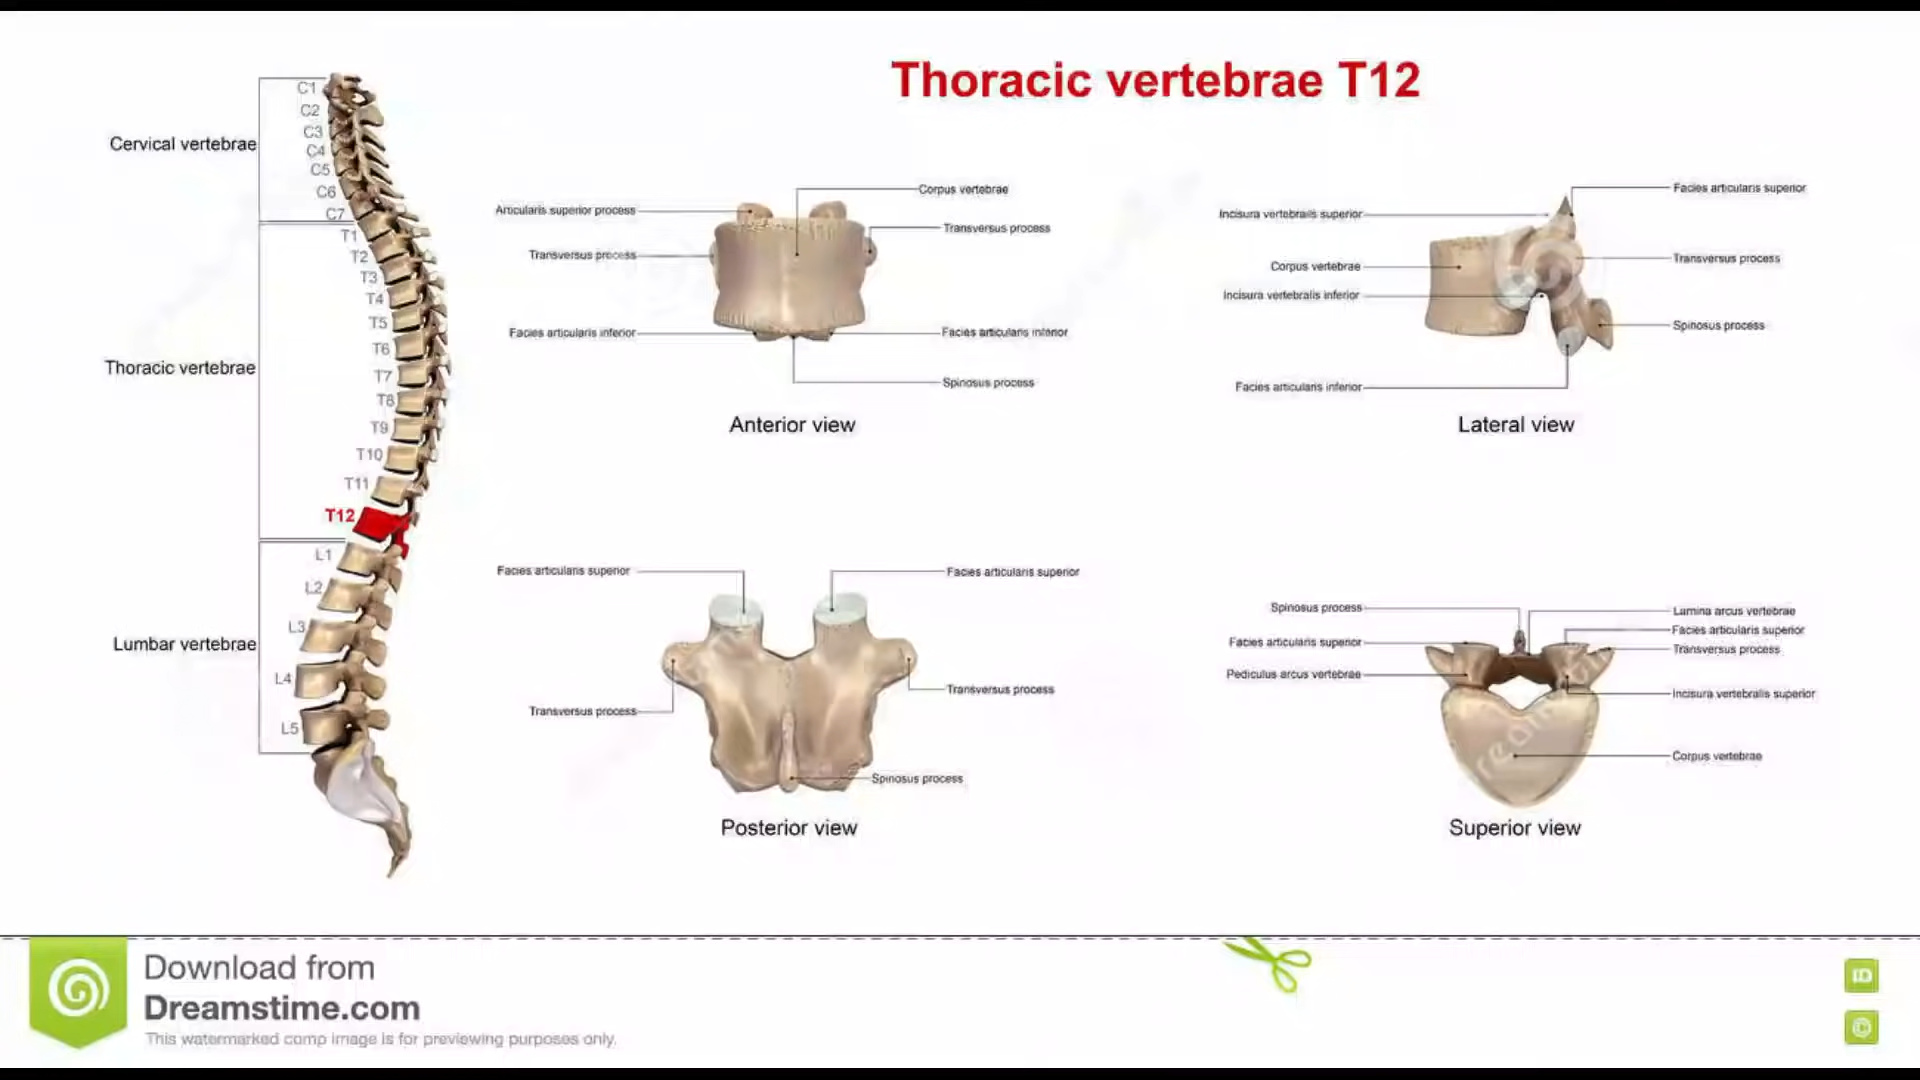 Thoracic vertebrae T12
Cervical vertebrae
C1
C2
C3
C4
C5
C6
C7
Thoracic vertebrae
T1
T2
T3
T4
T5
T6
T7
T8
T9
T10
T11
T12
Lumbar vertebrae
L1
L2
L3
L4
L5
Corpus vertebrae
Articularis superior process
Transversus process
Transversus process
Facies articularis inferior
Facies articularis inferior
Spinosus process
Anterior view
Facies articularis superior
Incisura vertebralis superior
Transversus process
Corpus vertebrae
Incisura vertebralis inferior
Spinosus process
Facies articularis inferior
Lateral view
Facies articularis superior
Facies articularis superior
Transversus process
Transversus process
Spinosus process
Posterior view
Spinosus process
Lamina arcus vertebrae
Facies articularis superior
Facies articularis superior
Transversus process
Pediculus arcus vertebrae
Incisura vertebralis superior
Corpus vertebrae
Superior view
Download from
Dreamstime.com
This watermarked comp image is for previewing purposes only.
ID
©